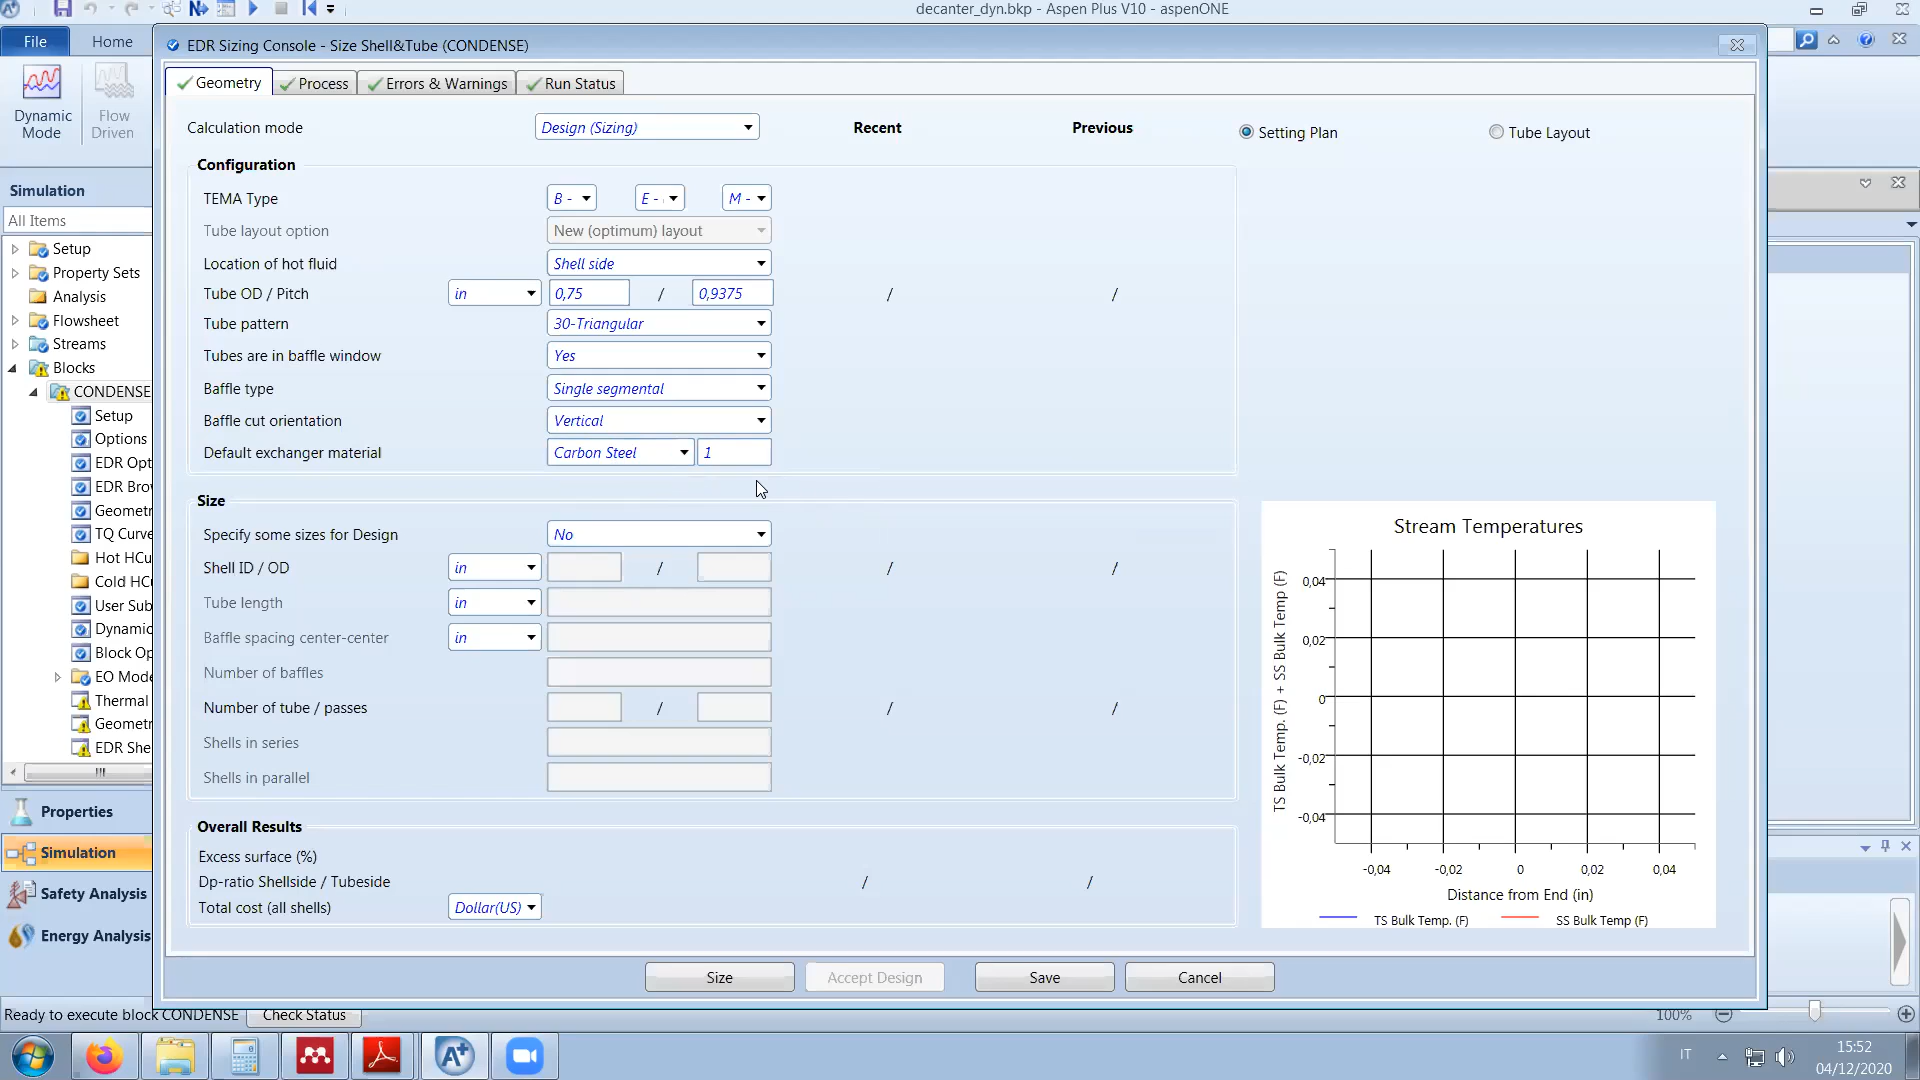 decanter_dyn.bkp - Aspen Plus V10 - aspenONE
File
Home
EDR Sizing Console - Size Shell&Tube (CONDENSE)
Dynamic
Mode
Flow
Driven
Geometry
Process
Errors & Warnings
Run Status
Calculation mode
Design (Sizing)
Recent
Previous
Setting Plan
Tube Layout
Configuration
TEMA Type
B -
E -
M -
Tube layout option
New (optimum) layout
Location of hot fluid
Shell side
Tube OD / Pitch
in
0,75
/
0,9375
/
/
Tube pattern
30-Triangular
Tubes are in baffle window
Yes
Baffle type
Single segmental
Baffle cut orientation
Vertical
Default exchanger material
Carbon Steel
1
Size
Specify some sizes for Design
No
Shell ID / OD
in
/
/
/
Tube length
in
Baffle spacing center-center
in
Number of baffles
Number of tube / passes
/
/
/
Shells in series
Shells in parallel
Overall Results
Excess surface (%)
Dp-ratio Shellside / Tubeside
/
/
Total cost (all shells)
Dollar(US)
Stream Temperatures
TS Bulk Temp. (F) + SS Bulk Temp (F)
0,04
0,02
0
-0,02
-0,04
-0,04
-0,02
0
0,02
0,04
Distance from End (in)
TS Bulk Temp. (F)
SS Bulk Temp (F)
Size
Accept Design
Save
Cancel
Simulation
All Items
Setup
Property Sets
Analysis
Flowsheet
Streams
Blocks
CONDENSE
Setup
Options
EDR Opt
EDR Brow
Geometr
TQ Curve
Hot HCu
Cold HCu
User Sub
Dynamic
Block Op
EO Mode
Thermal
Geometr
EDR She
Properties
Simulation
Safety Analysis
Energy Analysis
Ready to execute block CONDENSE
Check Status
100%
IT
15:52
04/12/2020